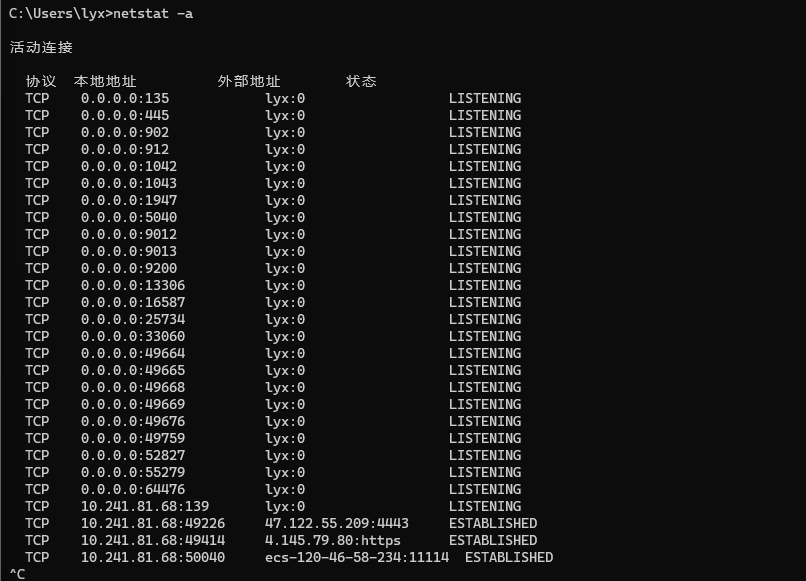 C:\Users\lyx>netstat -a
活动连接
协议 本地地址 外部地址 状态
TCP 0.0.0.0:135 lyx:0 LISTENING
TCP 0.0.0.0:445 lyx:0 LISTENING
TCP 0.0.0.0:902 lyx:0 LISTENING
TCP 0.0.0.0:912 lyx:0 LISTENING
TCP 0.0.0.0:1042 lyx:0 LISTENING
TCP 0.0.0.0:1043 lyx:0 LISTENING
TCP 0.0.0.0:1947 lyx:0 LISTENING
TCP 0.0.0.0:5040 lyx:0 LISTENING
TCP 0.0.0.0:9012 lyx:0 LISTENING
TCP 0.0.0.0:9013 lyx:0 LISTENING
TCP 0.0.0.0:9200 lyx:0 LISTENING
TCP 0.0.0.0:13306 lyx:0 LISTENING
TCP 0.0.0.0:16587 lyx:0 LISTENING
TCP 0.0.0.0:25734 lyx:0 LISTENING
TCP 0.0.0.0:33060 lyx:0 LISTENING
TCP 0.0.0.0:49664 lyx:0 LISTENING
TCP 0.0.0.0:49665 lyx:0 LISTENING
TCP 0.0.0.0:49668 lyx:0 LISTENING
TCP 0.0.0.0:49669 lyx:0 LISTENING
TCP 0.0.0.0:49676 lyx:0 LISTENING
TCP 0.0.0.0:49759 lyx:0 LISTENING
TCP 0.0.0.0:52827 lyx:0 LISTENING
TCP 0.0.0.0:55279 lyx:0 LISTENING
TCP 0.0.0.0:64476 lyx:0 LISTENING
TCP 10.241.81.68:139 lyx:0 LISTENING
TCP 10.241.81.68:49226 47.122.55.209:4443 ESTABLISHED
TCP 10.241.81.68:49414 4.145.79.80:https ESTABLISHED
TCP 10.241.81.68:50040 ecs-120-46-58-234:11114 ESTABLISHED
^C